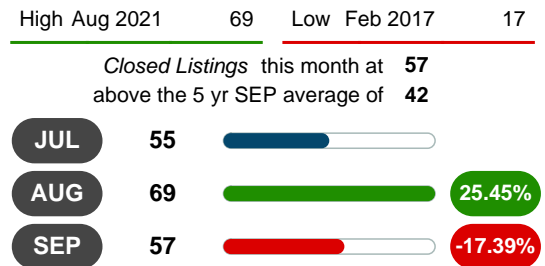 High Aug 2021 69 Low Feb 2017 17
Closed Listings this month at 57
above the 5 yr SEP average of 42
JUL 55
AUG 69 25.45%
SEP 57 -17.39%